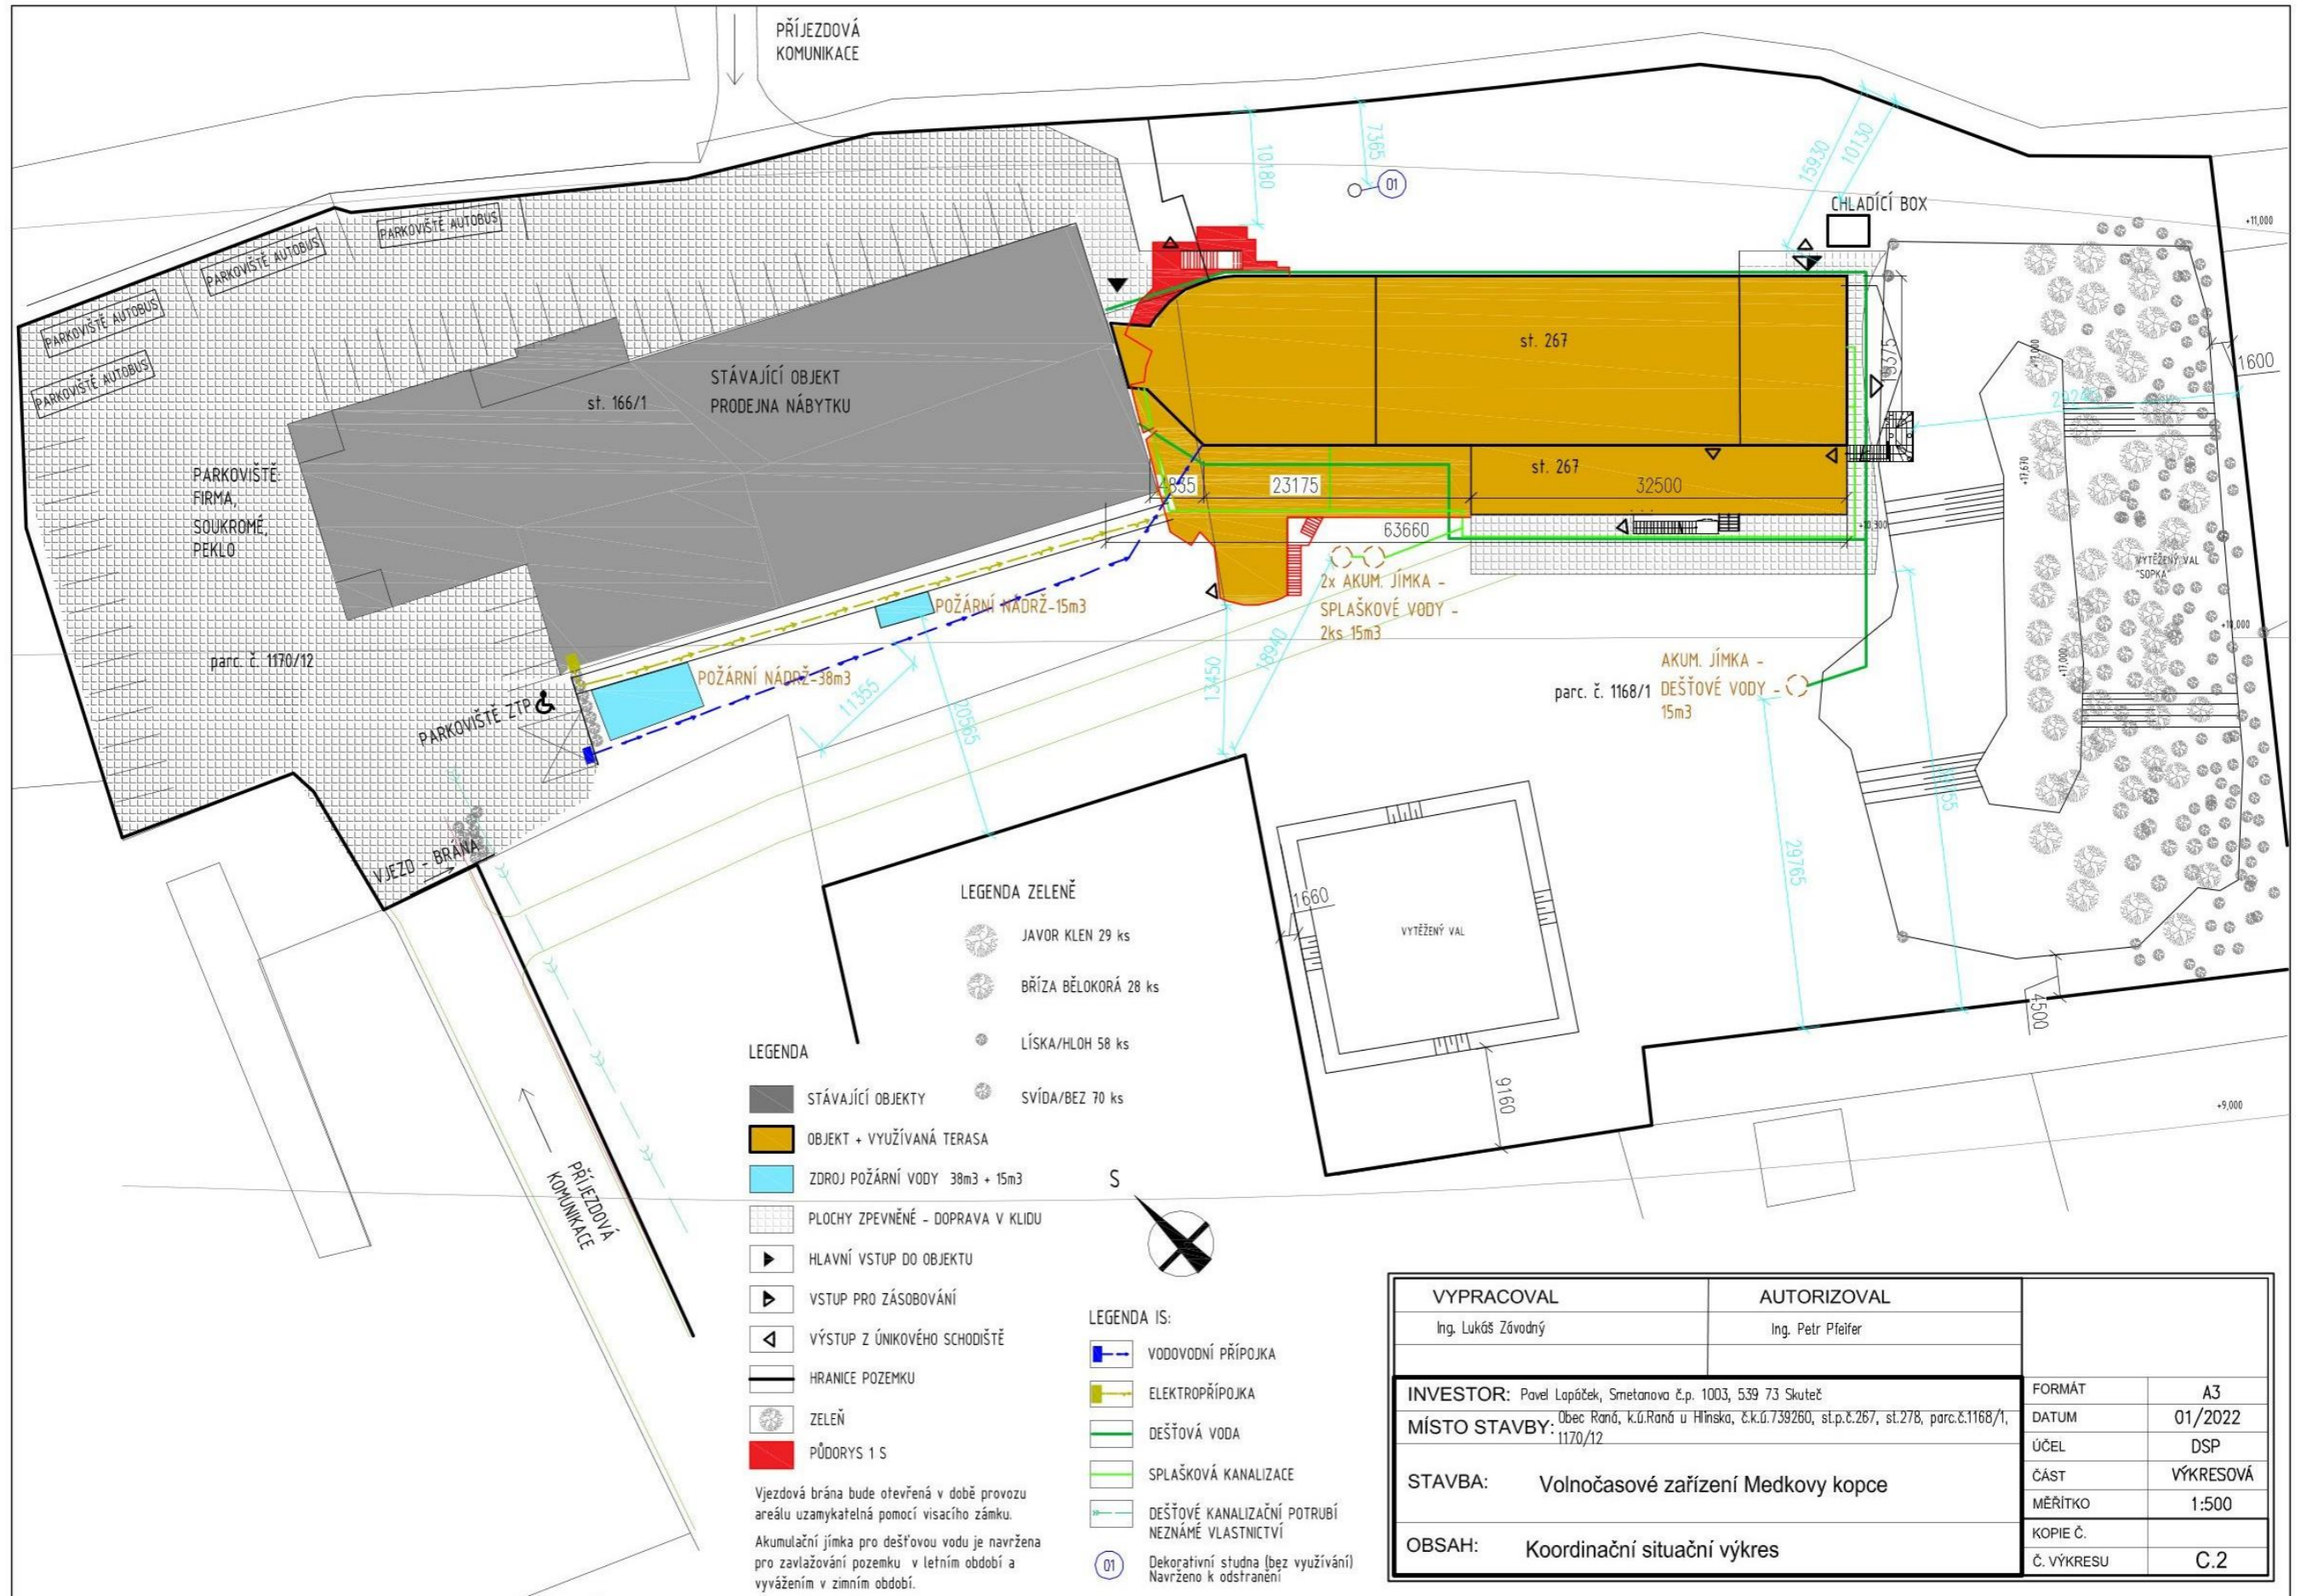 PŘÍJEZDOVÁ
KOMUNIKACE
10180
7365
01
15930
10130
CHLADÍCÍ BOX
+11,000
PARKOVIŠTĚ AUTOBUS
PARKOVIŠTĚ AUTOBUS
PARKOVIŠTĚ AUTOBUS
PARKOVIŠTĚ AUTOBUS
STÁVAJÍCÍ OBJEKT
PRODEJNA NÁBYTKU
st. 166/1
st. 267
1600
PARKOVIŠTĚ:
FIRMA,
SOUKROMÉ,
PEKLO
st. 267
4835
23175
32500
63660
+17,670
+10,300
VYTĚŽENÝ VAL
"SOPKA"
POŽÁRNÍ NÁDRŽ-15m3
2x AKUM. JÍMKA -
SPLAŠKOVÉ VODY -
2ks 15m3
+10,000
+17,000
parc. č. 1170/12
POŽÁRNÍ NÁDRŽ-38m3
PARKOVIŠTĚ ZTP
11355
20565
13450
18940
parc. č. 1168/1
AKUM. JÍMKA -
DEŠŤOVÉ VODY -
15m3
29765
VJEZD - BRÁNA
1660
VYTĚŽENÝ VAL
4500
9160
+9,000
PŘÍJEZDOVÁ
KOMUNIKACE
LEGENDA ZELENĚ
JAVOR KLEN 29 ks
BŘÍZA BĚLOKORÁ 28 ks
LÍSKA/HLOH 58 ks
SVÍDA/BEZ 70 ks
LEGENDA
STÁVAJÍCÍ OBJEKTY
OBJEKT + VYUŽÍVANÁ TERASA
ZDROJ POŽÁRNÍ VODY 38m3 + 15m3
PLOCHY ZPEVNĚNÉ - DOPRAVA V KLIDU
HLAVNÍ VSTUP DO OBJEKTU
VSTUP PRO ZÁSOBOVÁNÍ
VÝSTUP Z ÚNIKOVÉHO SCHODIŠTĚ
HRANICE POZEMKU
ZELEŇ
PŮDORYS 1 S
Vjezdová brána bude otevřená v době provozu
areálu uzamykatelná pomocí visacího zámku.
Akumulační jímka pro dešťovou vodu je navržena
pro zavlažování pozemku v letním období a
vyvážením v zimním období.
S
LEGENDA IS:
VODOVODNÍ PŘÍPOJKA
ELEKTROPŘÍPOJKA
DEŠŤOVÁ VODA
SPLAŠKOVÁ KANALIZACE
DEŠŤOVÉ KANALIZAČNÍ POTRUBÍ
NEZNÁMÉ VLASTNICTVÍ
01
Dekorativní studna (bez využívání)
Navrženo k odstranění
VYPRACOVAL
AUTORIZOVAL
Ing. Lukáš Závodný
Ing. Petr Pfeifer
INVESTOR: Pavel Lapáček, Smetanova č.p. 1003, 539 73 Skuteč
MÍSTO STAVBY: Obec Raná, k.ú.Raná u Hlinska, č.k.ú.739260, st.p.č.267, st.278, parc.č.1168/1,
1170/12
STAVBA: Volnočasové zařízení Medkovy kopce
OBSAH: Koordinační situační výkres
FORMÁT A3
DATUM 01/2022
ÚČEL DSP
ČÁST VÝKRESOVÁ
MĚŘÍTKO 1:500
KOPIE Č.
Č. VÝKRESU C.2